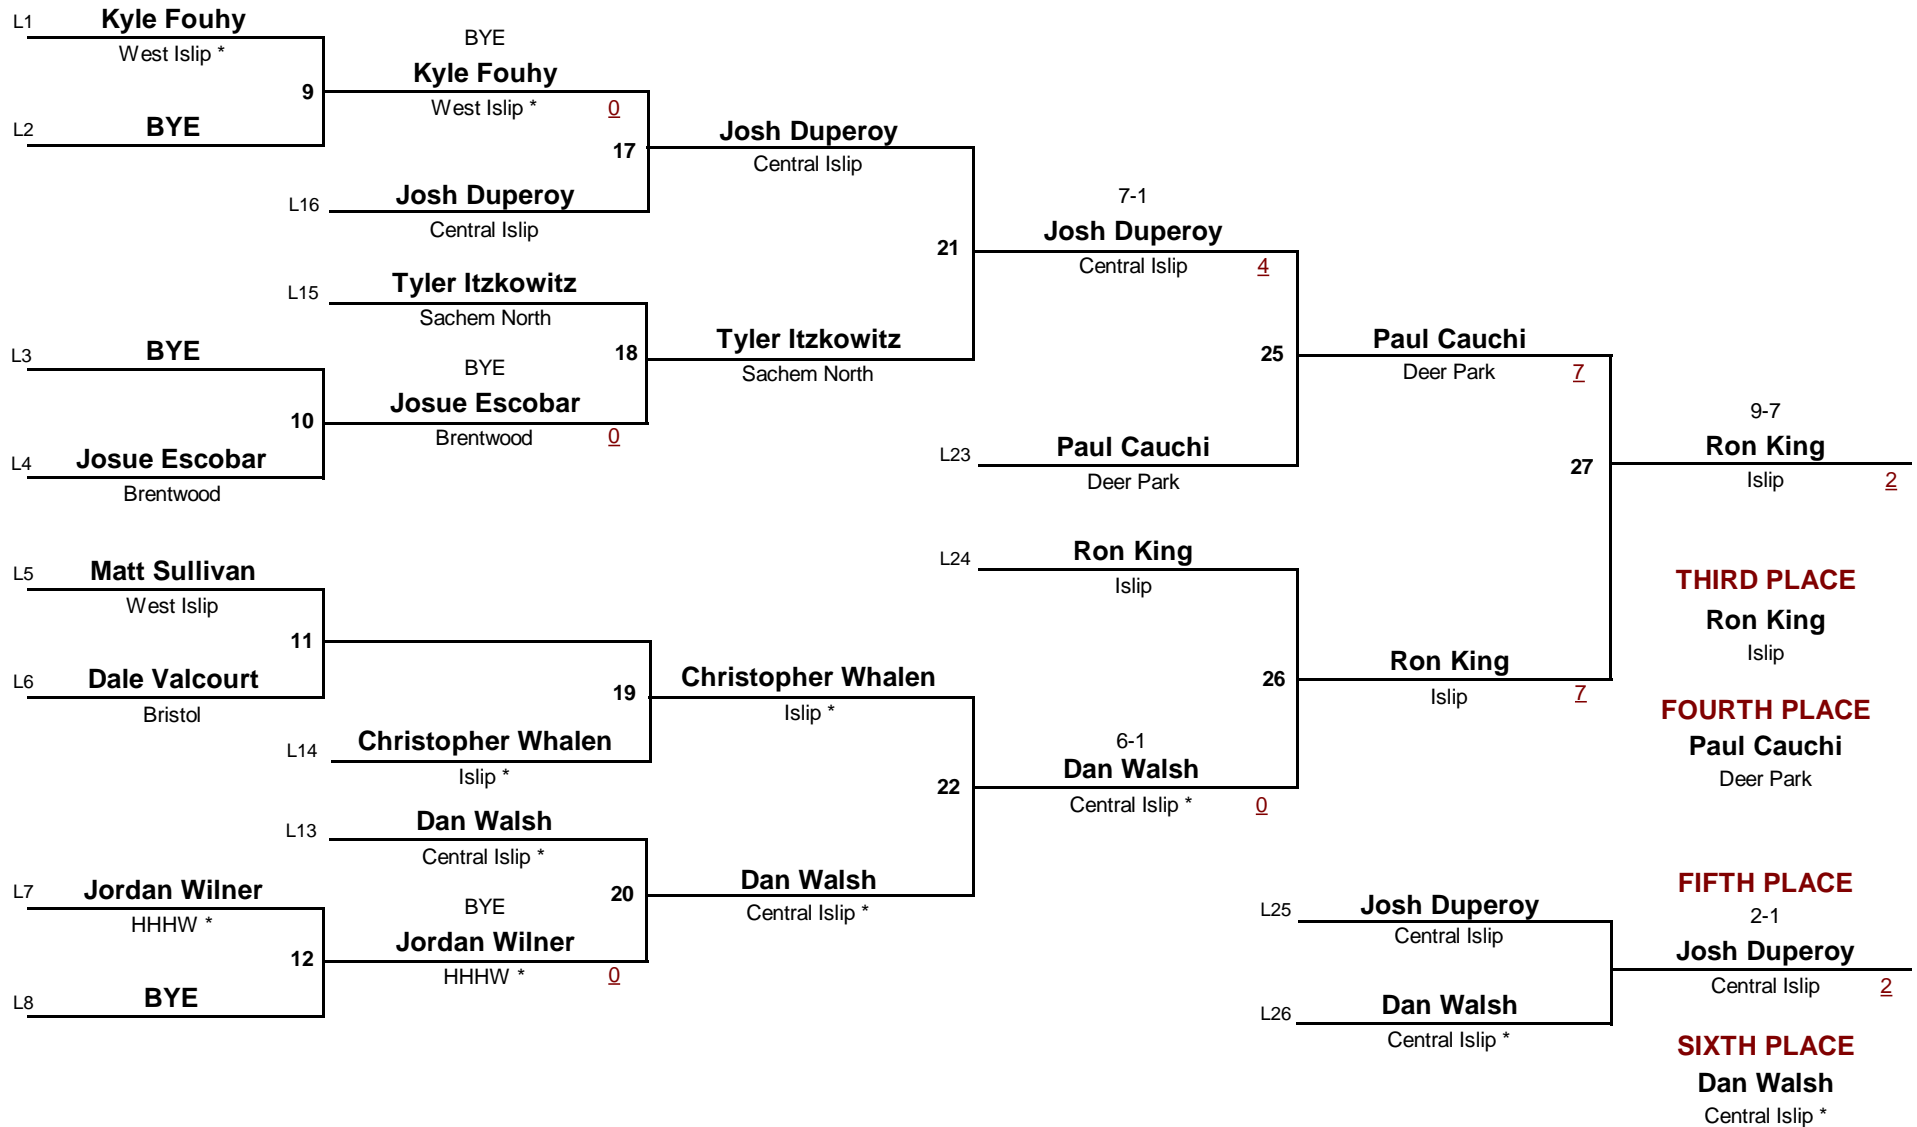 L1 Kyle Fouhy
West Islip *
9
L2 BYE
BYE
Kyle Fouhy
West Islip * 0
17
L16 Josh Duperoy
Central Islip
Josh Duperoy
Central Islip
L15 Tyler Itzkowitz
Sachem North
18
L3 BYE
10
L4 Josue Escobar
Brentwood
BYE
Josue Escobar
Brentwood 0
Tyler Itzkowitz
Sachem North
21
7-1
Josh Duperoy
Central Islip 4
25
L23 Paul Cauchi
Deer Park
Paul Cauchi
Deer Park 7
27
9-7
Ron King
Islip 2
L5 Matt Sullivan
West Islip
11
L6 Dale Valcourt
Bristol
19
L14 Christopher Whalen
Islip *
Christopher Whalen
Islip *
22
L13 Dan Walsh
Central Islip *
20
L7 Jordan Wilner
HHHW *
12
L8 BYE
BYE
Jordan Wilner
HHHW * 0
Dan Walsh
Central Islip *
L24 Ron King
Islip
26
6-1
Dan Walsh
Central Islip * 0
Ron King
Islip 7
THIRD PLACE
Ron King
Islip
FOURTH PLACE
Paul Cauchi
Deer Park
L25 Josh Duperoy
Central Islip
L26 Dan Walsh
Central Islip *
FIFTH PLACE
2-1
Josh Duperoy
Central Islip 2
SIXTH PLACE
Dan Walsh
Central Islip *